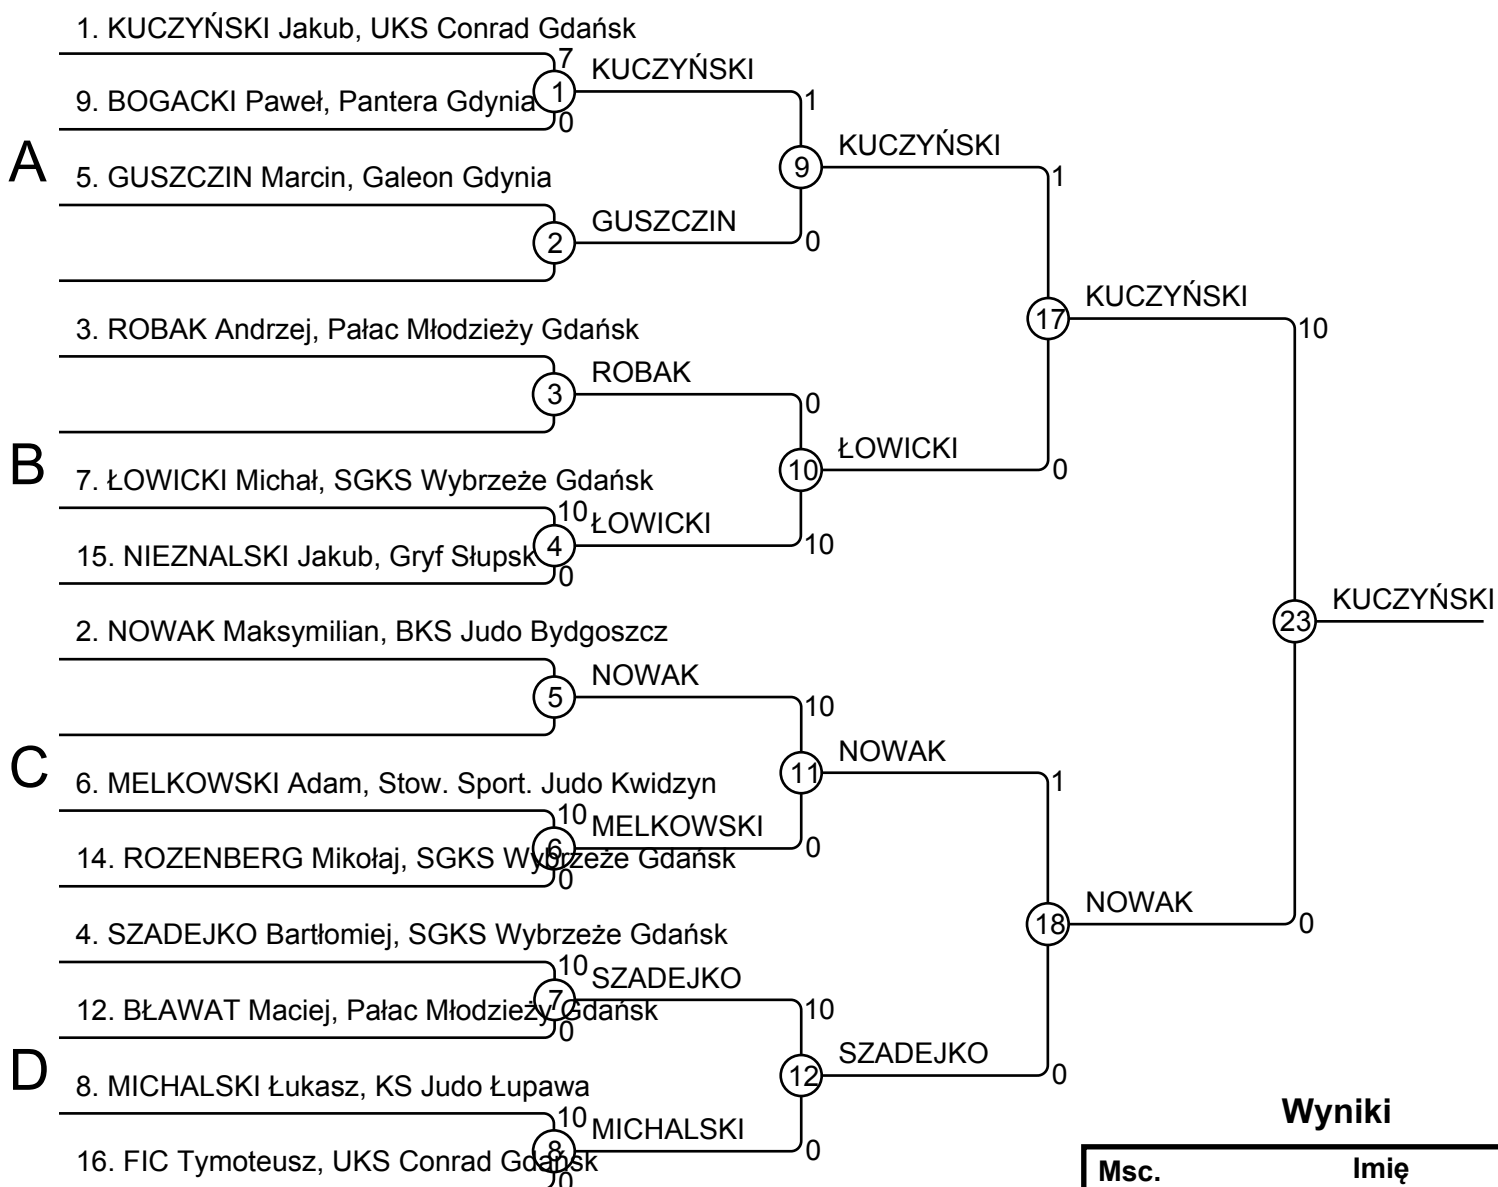 1. KUCZYŃSKI Jakub, UKS Conrad Gdańsk
7
KUCZYŃSKI
1
9. BOGACKI Paweł, Pantera Gdynia
0
1
KUCZYŃSKI
9
1
A
5. GUSZCZIN Marcin, Galeon Gdynia
GUSZCZIN
2
0
KUCZYŃSKI
17
10
3. ROBAK Andrzej, Pałac Młodzieży Gdańsk
ROBAK
3
0
ŁOWICKI
10
0
B
7. ŁOWICKI Michał, SGKS Wybrzeże Gdańsk
10
ŁOWICKI
4
10
15. NIEZNALSKI Jakub, Gryf Słupsk
0
KUCZYŃSKI
23
2. NOWAK Maksymilian, BKS Judo Bydgoszcz
NOWAK
5
10
NOWAK
11
1
C
6. MELKOWSKI Adam, Stow. Sport. Judo Kwidzyn
10
MELKOWSKI
6
0
14. ROZENBERG Mikołaj, SGKS Wybrzeże Gdańsk
0
NOWAK
18
0
4. SZADEJKO Bartłomiej, SGKS Wybrzeże Gdańsk
10
SZADEJKO
7
10
12. BŁAWAT Maciej, Pałac Młodzieży Gdańsk
0
SZADEJKO
12
0
D
8. MICHALSKI Łukasz, KS Judo Łupawa
10
MICHALSKI
8
0
16. FIC Tymoteusz, UKS Conrad Gdańsk
0
Wyniki
Msc. Imię